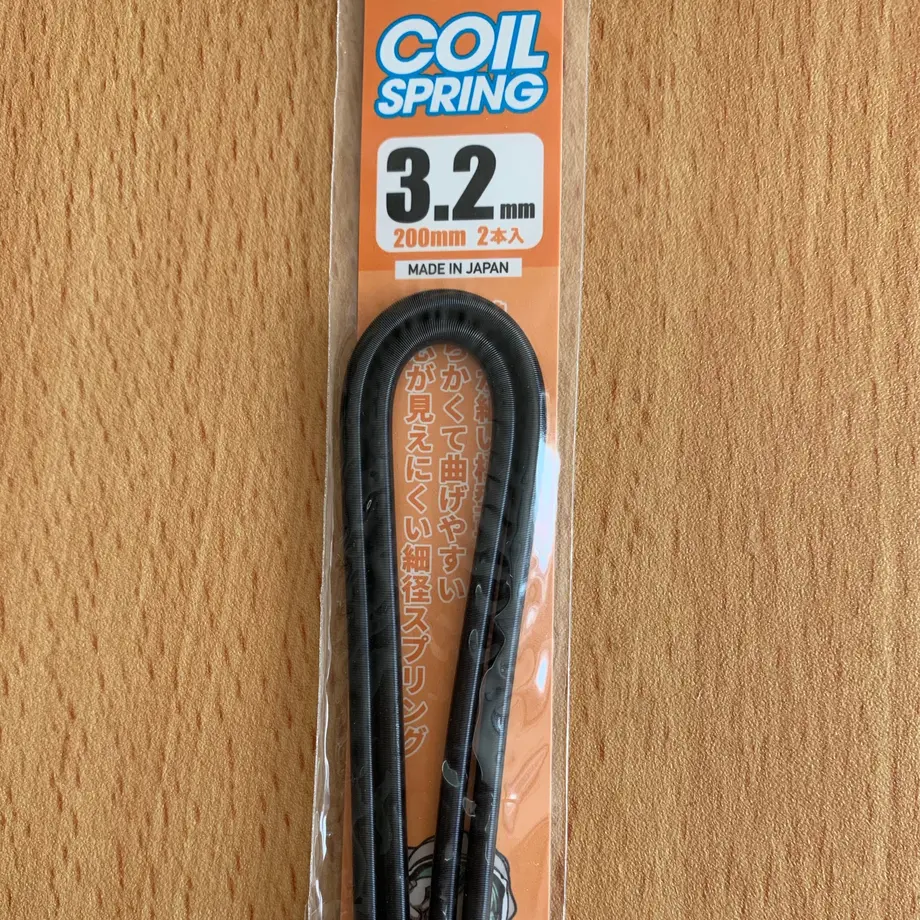 COIL
SPRING
3.2mm
200mm 2本入
MADE IN JAPAN
らかくて曲げやすい
が見えにくい細径スプリング